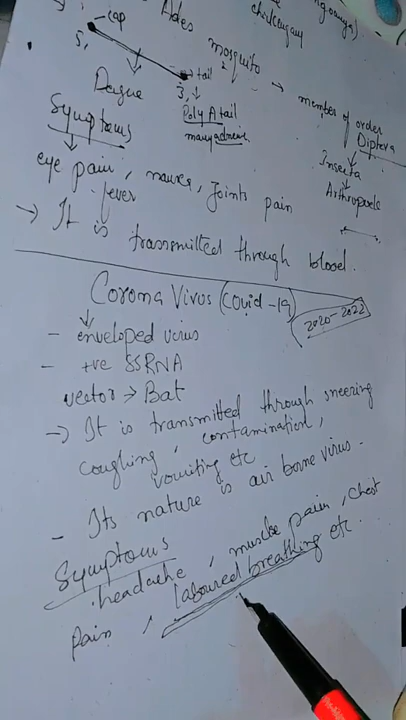 cap
Aides mosquito
5,
tail
3,
Dengue
Poly A tail
many adenine
member of order
Diptera
Insecta
Arthropoda
Symptoms
eye pain, nausea, Joints pain
fever
→ It is transmitted through blood.
Corona Virus (Covid-19)
2020-2022
- enveloped virus
- +ve SSRNA
vector → Bat
→ It is transmitted through sneezing
coughing, contamination,
vomiting etc
- Its nature is air borne virus.
Symptoms
headache, muscle pain, chest
pain, laboured breathing etc.